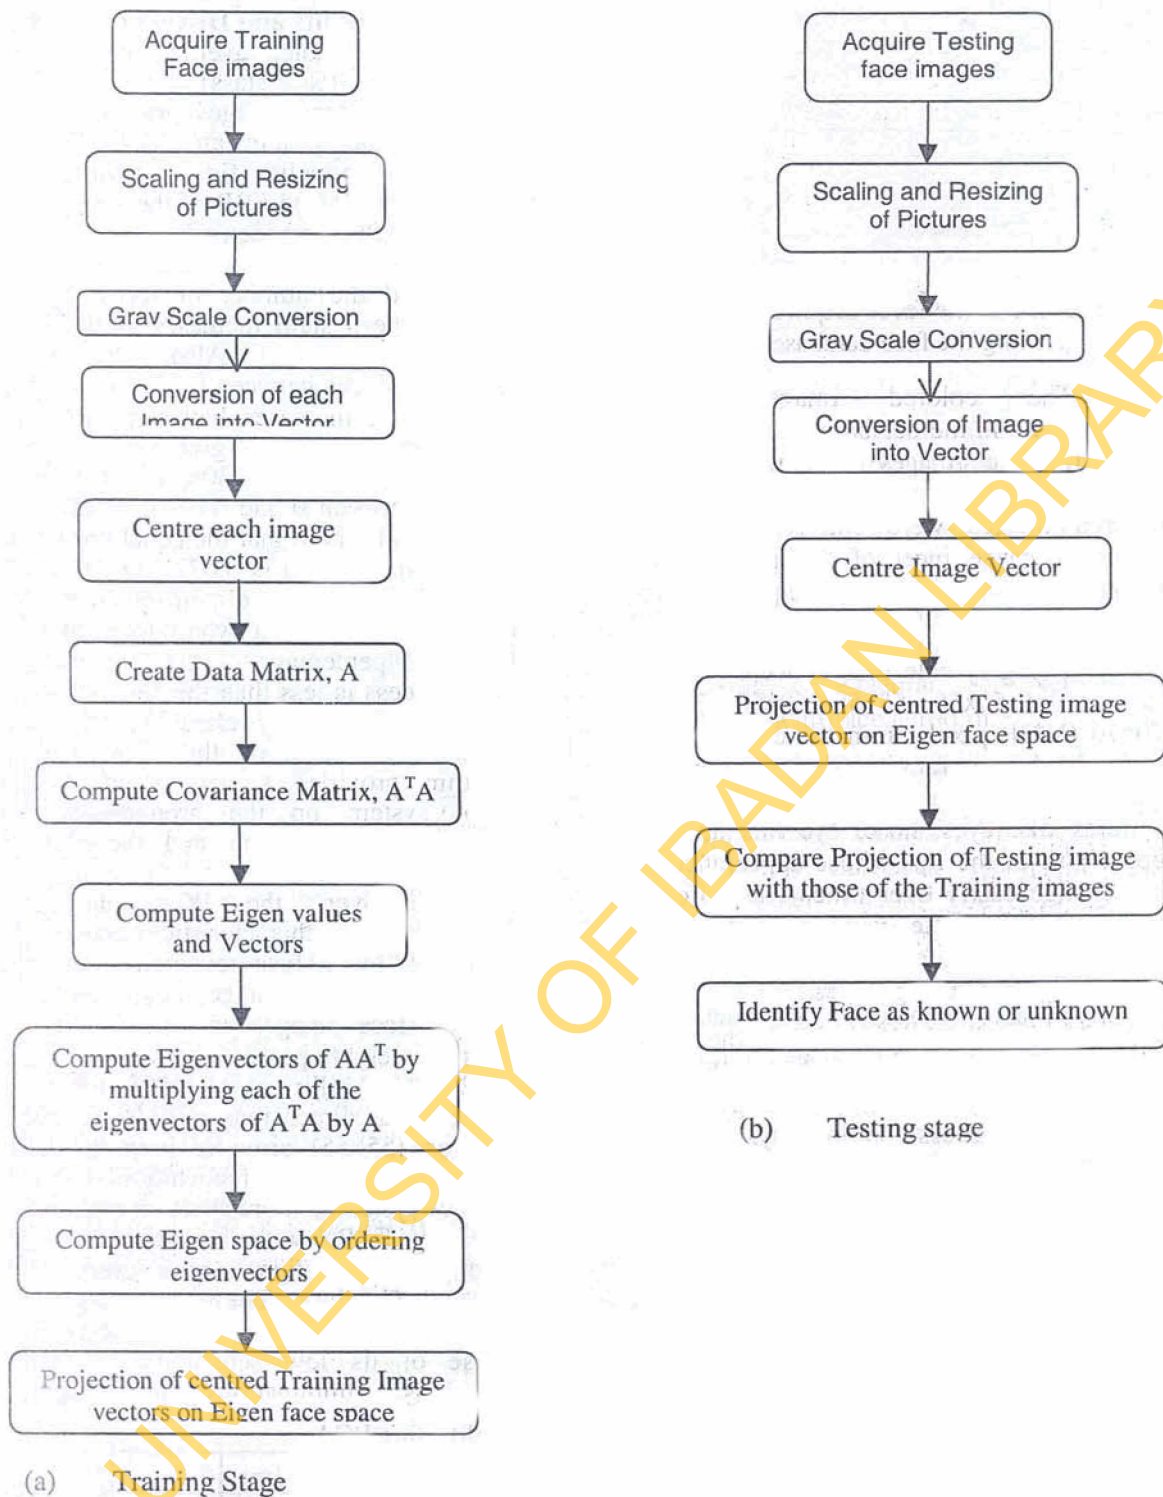 Acquire Training
Face images
Scaling and Resizing
of Pictures
Gray Scale Conversion
Conversion of each
Image into Vector
Centre each image
vector
Create Data Matrix, A
Compute Covariance Matrix, AᵀA
Compute Eigen values
and Vectors
Compute Eigenvectors of AAᵀ by
multiplying each of the
eigenvectors of AᵀA by A
Compute Eigen space by ordering
eigenvectors
Projection of centred Training Image
vectors on Eigen face space
(a) Training Stage
Acquire Testing
face images
Scaling and Resizing
of Pictures
Gray Scale Conversion
Conversion of Image
into Vector
Centre Image Vector
Projection of centred Testing image
vector on Eigen face space
Compare Projection of Testing image
with those of the Training images
Identify Face as known or unknown
(b) Testing stage
UNIVERSITY OF IBADAN LIBRARY